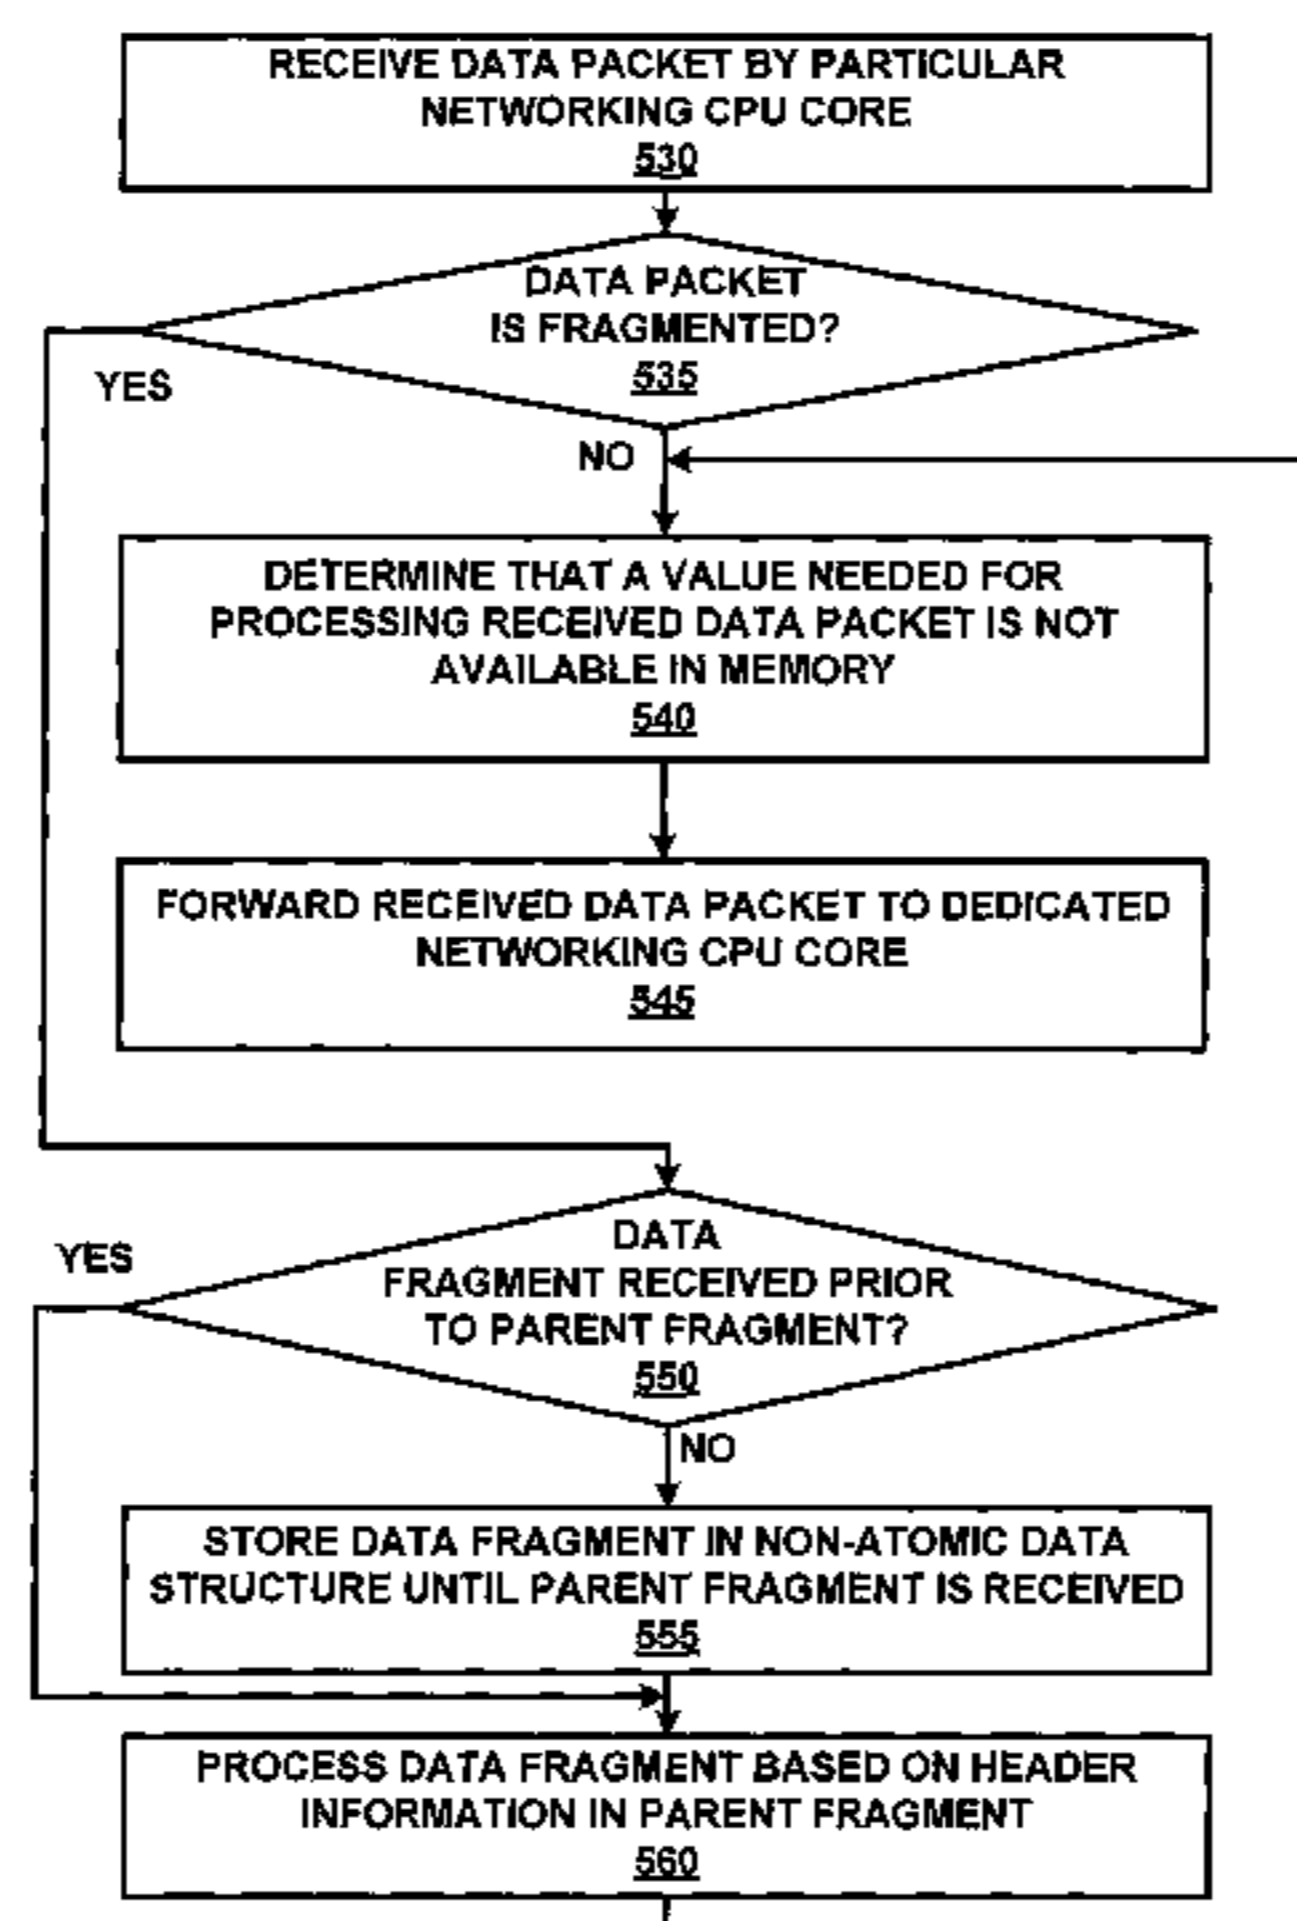 RECEIVE DATA PACKET BY PARTICULAR
NETWORKING CPU CORE
530
DATA PACKET
IS FRAGMENTED?
535
YES
NO
DETERMINE THAT A VALUE NEEDED FOR
PROCESSING RECEIVED DATA PACKET IS NOT
AVAILABLE IN MEMORY
540
FORWARD RECEIVED DATA PACKET TO DEDICATED
NETWORKING CPU CORE
545
DATA
YES
FRAGMENT RECEIVED PRIOR
TO PARENT FRAGMENT?
550
NO
STORE DATA FRAGMENT IN NON-ATOMIC DATA
STRUCTURE UNTIL PARENT FRAGMENT IS RECEIVED
555
PROCESS DATA FRAGMENT BASED ON HEADER
INFORMATION IN PARENT FRAGMENT
560